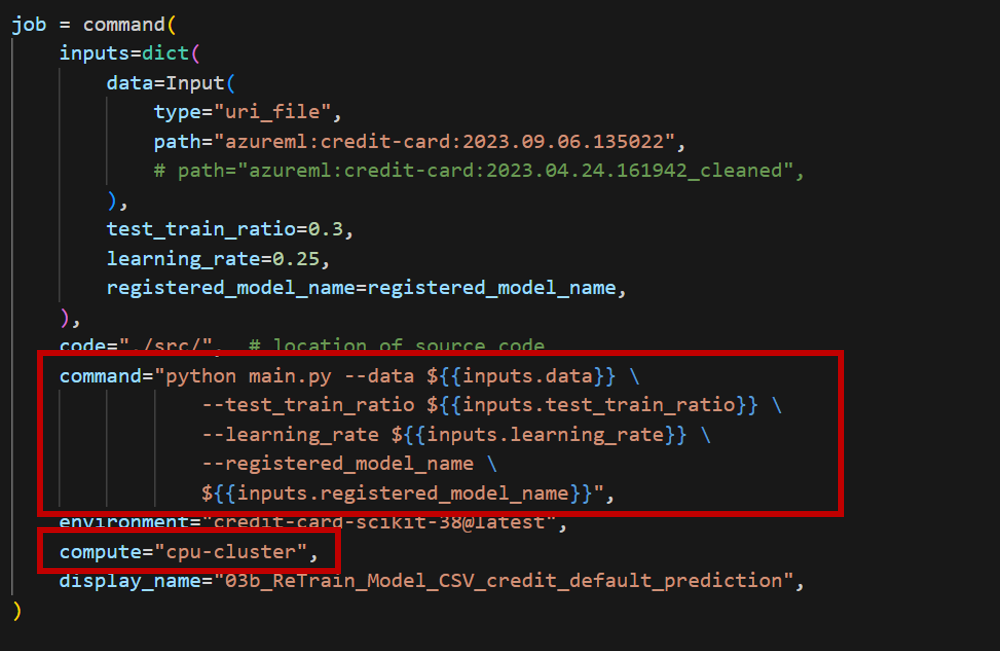 job = command(
    inputs=dict(
        data=Input(
            type="uri_file",
            path="azureml:credit-card:2023.09.06.135022",
            # path="azureml:credit-card:2023.04.24.161942_cleaned",
        ),
        test_train_ratio=0.3,
        learning_rate=0.25,
        registered_model_name=registered_model_name,
    ),
    code="./src/",  # location of source code
    command="python main.py --data ${{inputs.data}} \
            --test_train_ratio ${{inputs.test_train_ratio}} \
            --learning_rate ${{inputs.learning_rate}} \
            --registered_model_name \
            ${{inputs.registered_model_name}}",
    environment="credit-card-scikit-38@latest",
    compute="cpu-cluster",
    display_name="03b_ReTrain_Model_CSV_credit_default_prediction",
)